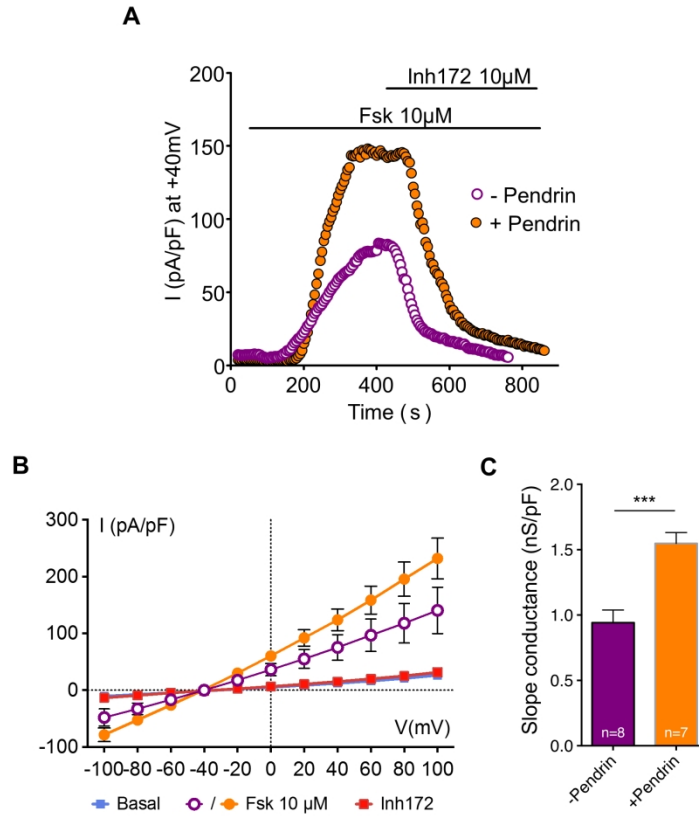 A
Inh172 10µM
Fsk 10µM
I (pA/pF) at +40mV
200
150
100
50
0
- Pendrin
+ Pendrin
0 200 400 600 800
Time ( s )
B
I (pA/pF)
300
200
100
0
-100
V(mV)
-100 -80 -60 -40 -20 0 20 40 60 80 100
Basal / Fsk 10 µM Inh172
C
Slope conductance (nS/pF)
2.0
1.5
1.0
0.5
0.0
***
n=8 n=7
-Pendrin +Pendrin